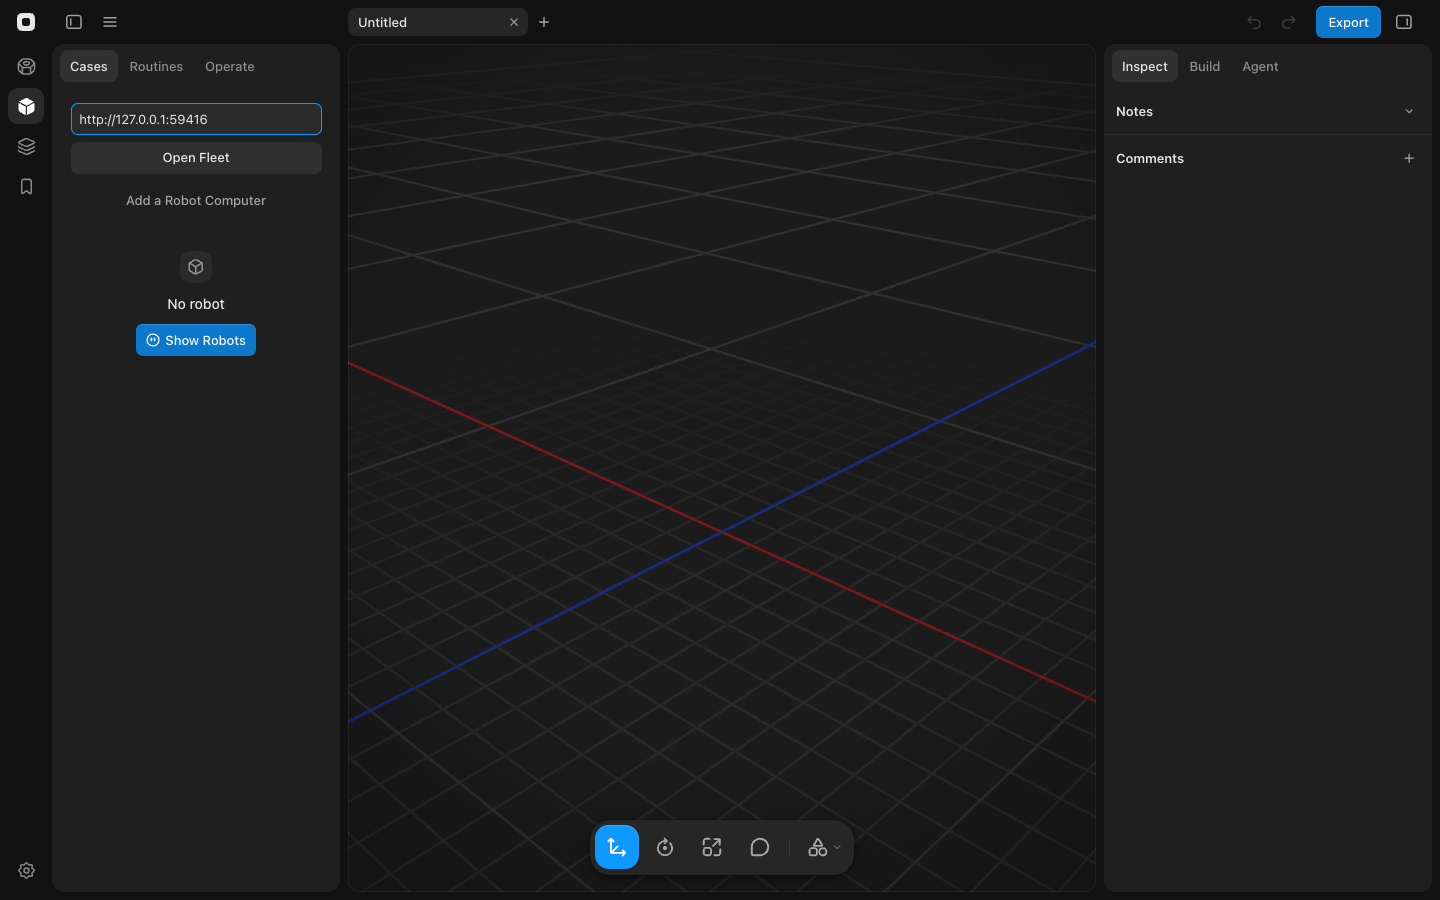 Untitled
Export
Cases Routines Operate
http://127.0.0.1:59416
Open Fleet
Add a Robot Computer
No robot
Show Robots
Inspect Build Agent
Notes
Comments